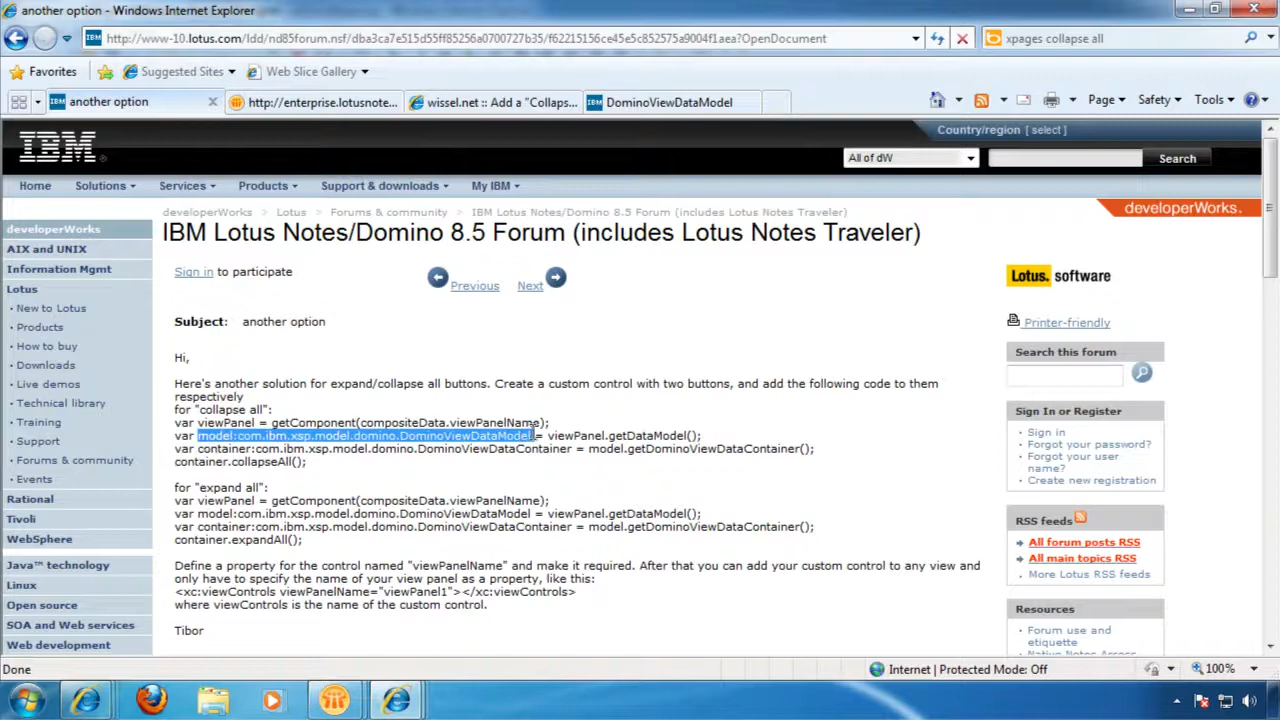 another option - Windows Internet Explorer
http://www-10.lotus.com/ldd/nd85forum.nsf/dba3ca7e515d55ff85256a0700727b35/f62215156ce45e5c852575a9004f1aea?OpenDocument
xpages collapse all
Favorites Suggested Sites Web Slice Gallery
another option http://enterprise.lotusnote... wissel.net :: Add a "Collaps... DominoViewDataModel Page Safety Tools
Country/region [ select ]
IBM
All of dW Search
Home Solutions Services Products Support & downloads My IBM
developerWorks.
developerWorks > Lotus > Forums & community > IBM Lotus Notes/Domino 8.5 Forum (includes Lotus Notes Traveler)
IBM Lotus Notes/Domino 8.5 Forum (includes Lotus Notes Traveler)
developerWorks
AIX and UNIX
Information Mgmt
Lotus
· New to Lotus
· Products
· How to buy
· Downloads
· Live demos
· Technical library
· Training
· Support
· Forums & community
· Events
Rational
Tivoli
WebSphere
Java™ technology
Linux
Open source
SOA and Web services
Web development
Sign in to participate
Previous Next
Subject: another option
Hi,
Here's another solution for expand/collapse all buttons. Create a custom control with two buttons, and add the following code to them
respectively
for "collapse all":
var viewPanel = getComponent(compositeData.viewPanelName);
var model:com.ibm.xsp.model.domino.DominoViewDataModel = viewPanel.getDataModel();
var container:com.ibm.xsp.model.domino.DominoViewDataContainer = model.getDominoViewDataContainer();
container.collapseAll();
for "expand all":
var viewPanel = getComponent(compositeData.viewPanelName);
var model:com.ibm.xsp.model.domino.DominoViewDataModel = viewPanel.getDataModel();
var container:com.ibm.xsp.model.domino.DominoViewDataContainer = model.getDominoViewDataContainer();
container.expandAll();
Define a property for the control named "viewPanelName" and make it required. After that you can add your custom control to any view and
only have to specify the name of your view panel as a property, like this:
<xc:viewControls viewPanelName="viewPanel1"></xc:viewControls>
where viewControls is the name of the custom control.
Tibor
Lotus. software
Printer-friendly
Search this forum
Sign In or Register
· Sign in
· Forgot your password?
· Forgot your user
name?
· Create new registration
RSS feeds
All forum posts RSS
All main topics RSS
More Lotus RSS feeds
Resources
· Forum use and
etiquette
· Native Notes Access
Done Internet | Protected Mode: Off 100%